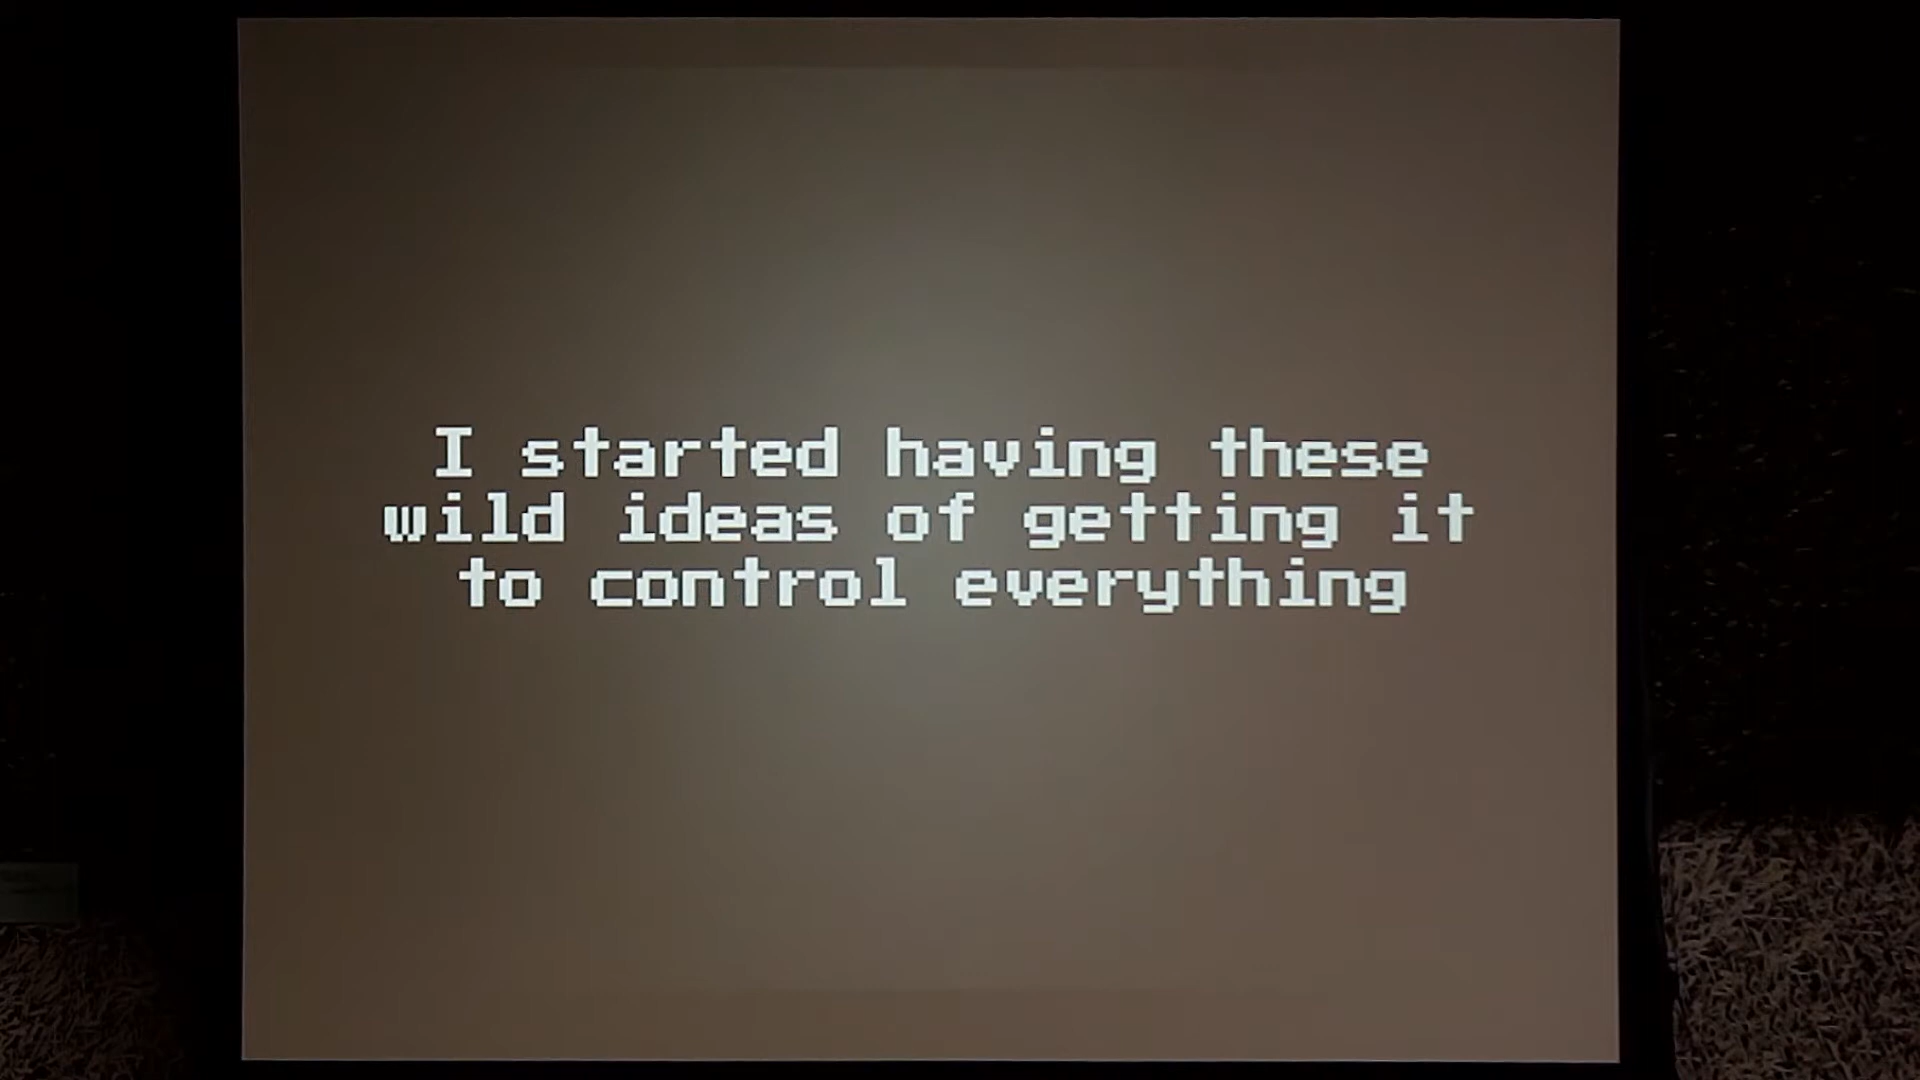 I started having these
wild ideas of getting it
to control everything